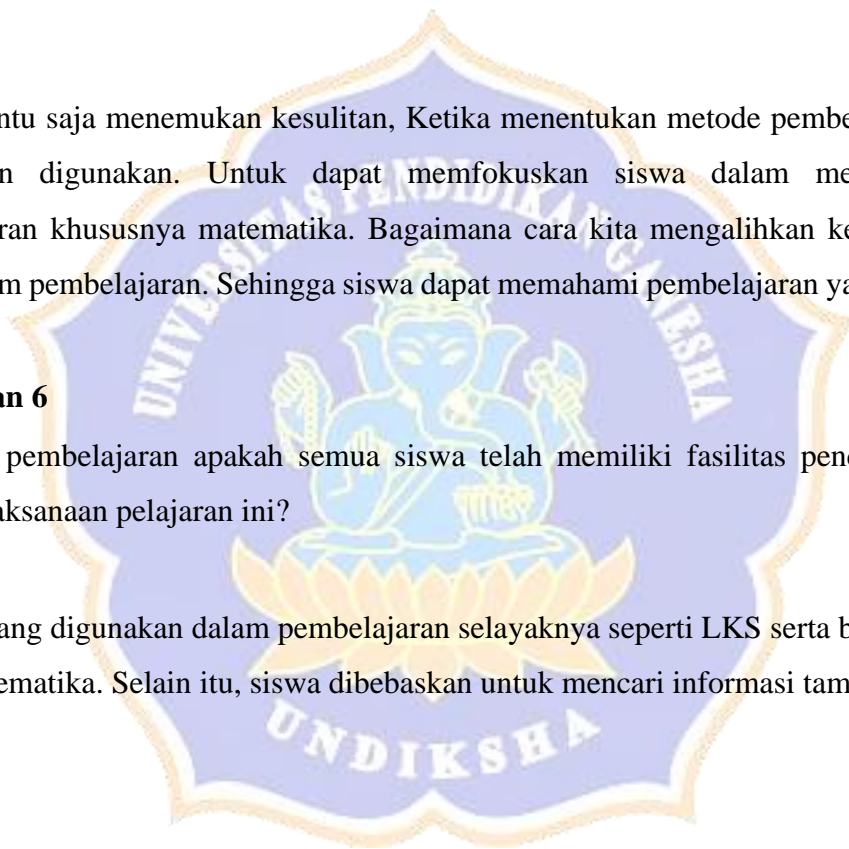 ntu saja menemukan kesulitan, Ketika menentukan metode pembe
n digunakan. Untuk dapat memfokuskan siswa dalam me
ran khususnya matematika. Bagaimana cara kita mengalihkan ke
m pembelajaran. Sehingga siswa dapat memahami pembelajaran ya
UNIVERSITAS PENDIDIKAN GANESHA
an 6
pembelajaran apakah semua siswa telah memiliki fasilitas pen
aksanaan pelajaran ini?
ang digunakan dalam pembelajaran selayaknya seperti LKS serta b
ematika. Selain itu, siswa dibebaskan untuk mencari informasi tam
UNDIKSHA